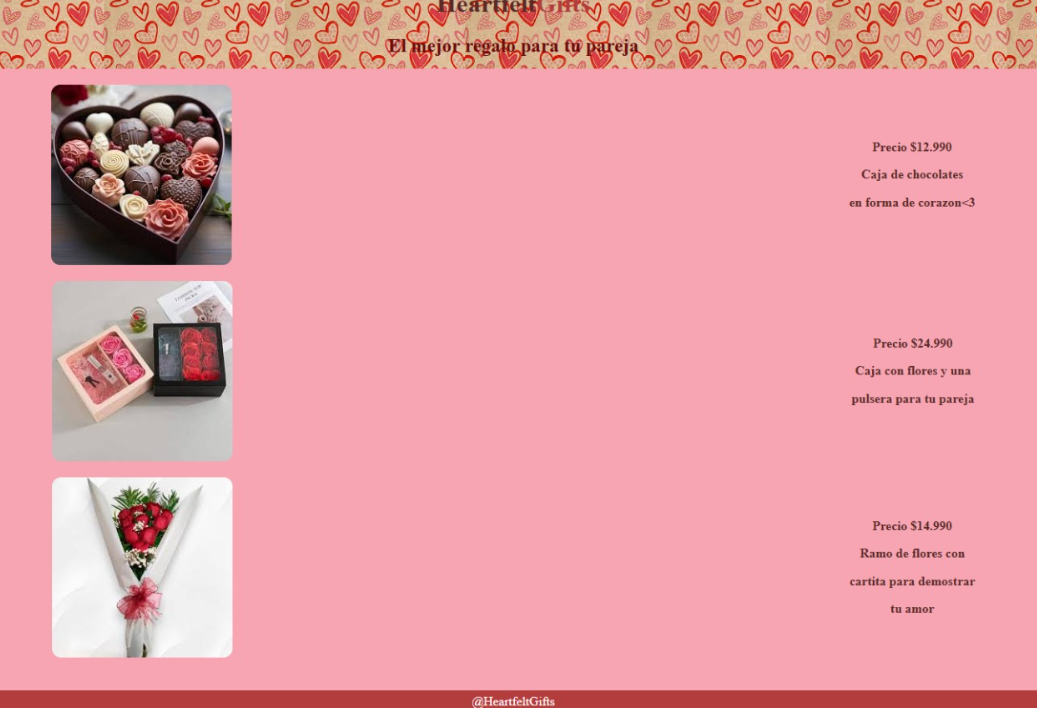 HeartfeltGifts
El mejor regalo para tu pareja
Precio $12.990
Caja de chocolates
en forma de corazon<3
Precio $24.990
Caja con flores y una
pulsera para tu pareja
Precio $14.990
Ramo de flores con
cartita para demostrar
tu amor
@HeartfeltGifts